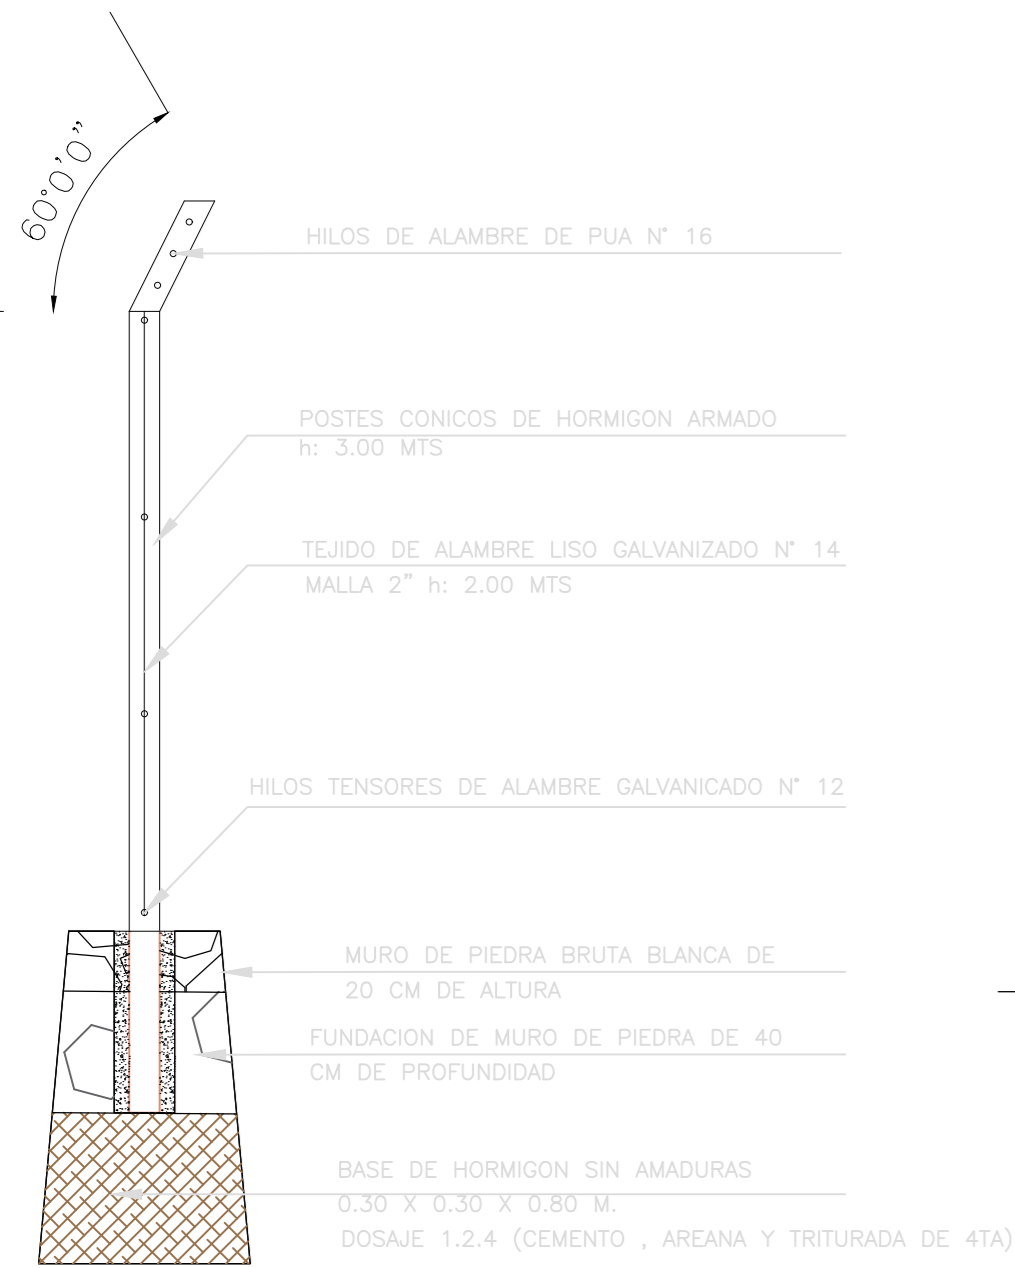 60°0'0"
HILOS DE ALAMBRE DE PUA N° 16
POSTES CONICOS DE HORMIGON ARMADO
h: 3.00 MTS
TEJIDO DE ALAMBRE LISO GALVANIZADO N° 14
MALLA 2" h: 2.00 MTS
HILOS TENSORES DE ALAMBRE GALVANICADO N° 12
MURO DE PIEDRA BRUTA BLANCA DE
20 CM DE ALTURA
FUNDACION DE MURO DE PIEDRA DE 40
CM DE PROFUNDIDAD
BASE DE HORMIGON SIN AMADURAS
0.30 X 0.30 X 0.80 M.
DOSAJE 1.2.4 (CEMENTO , AREANA Y TRITURADA DE 4TA)